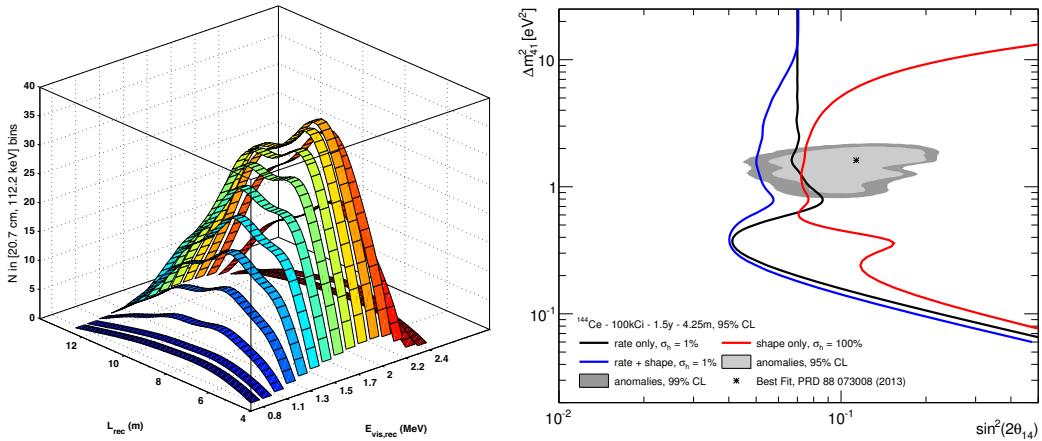 N in [20.7 cm, 112.2 keV] bins
40
35
30
25
20
15
10
5
0
12
10
8
6
4
L_rec (m)
0.8
1.1
1.3
1.5
1.7
2
2.2
2.4
E_vis,rec (MeV)
Δm²₄₁ [eV²]
10
1
10⁻¹
¹⁴⁴Ce - 100kCi - 1.5y - 4.25m, 95% CL
rate only, σ_h = 1%
shape only, σ_h = 100%
rate + shape, σ_h = 1%
anomalies, 95% CL
anomalies, 99% CL
Best Fit, PRD 88 073008 (2013)
10⁻²
10⁻¹
sin²(2θ₁₄)